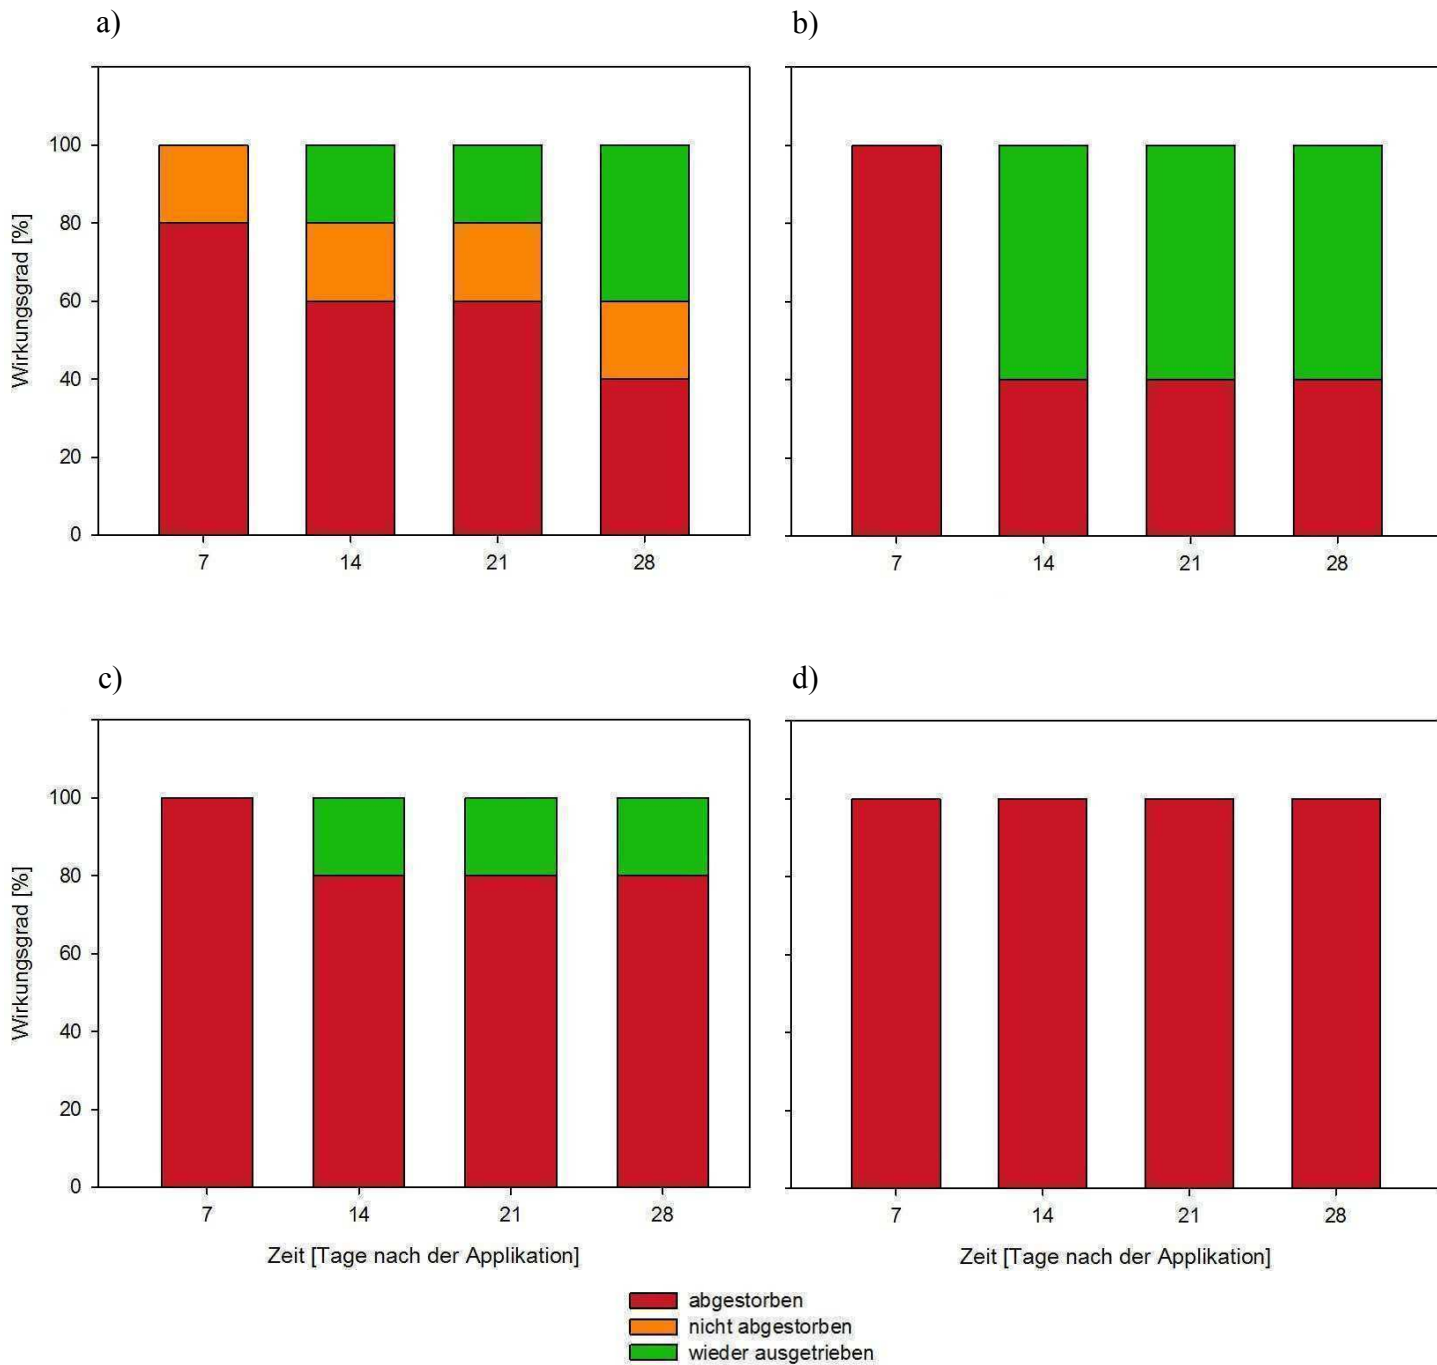 a)
b)
Wirkungsgrad [%]
100
80
60
40
20
0
7 14 21 28
7 14 21 28
c)
d)
Wirkungsgrad [%]
100
80
60
40
20
0
7 14 21 28
7 14 21 28
Zeit [Tage nach der Applikation]
Zeit [Tage nach der Applikation]
abgestorben
nicht abgestorben
wieder ausgetrieben